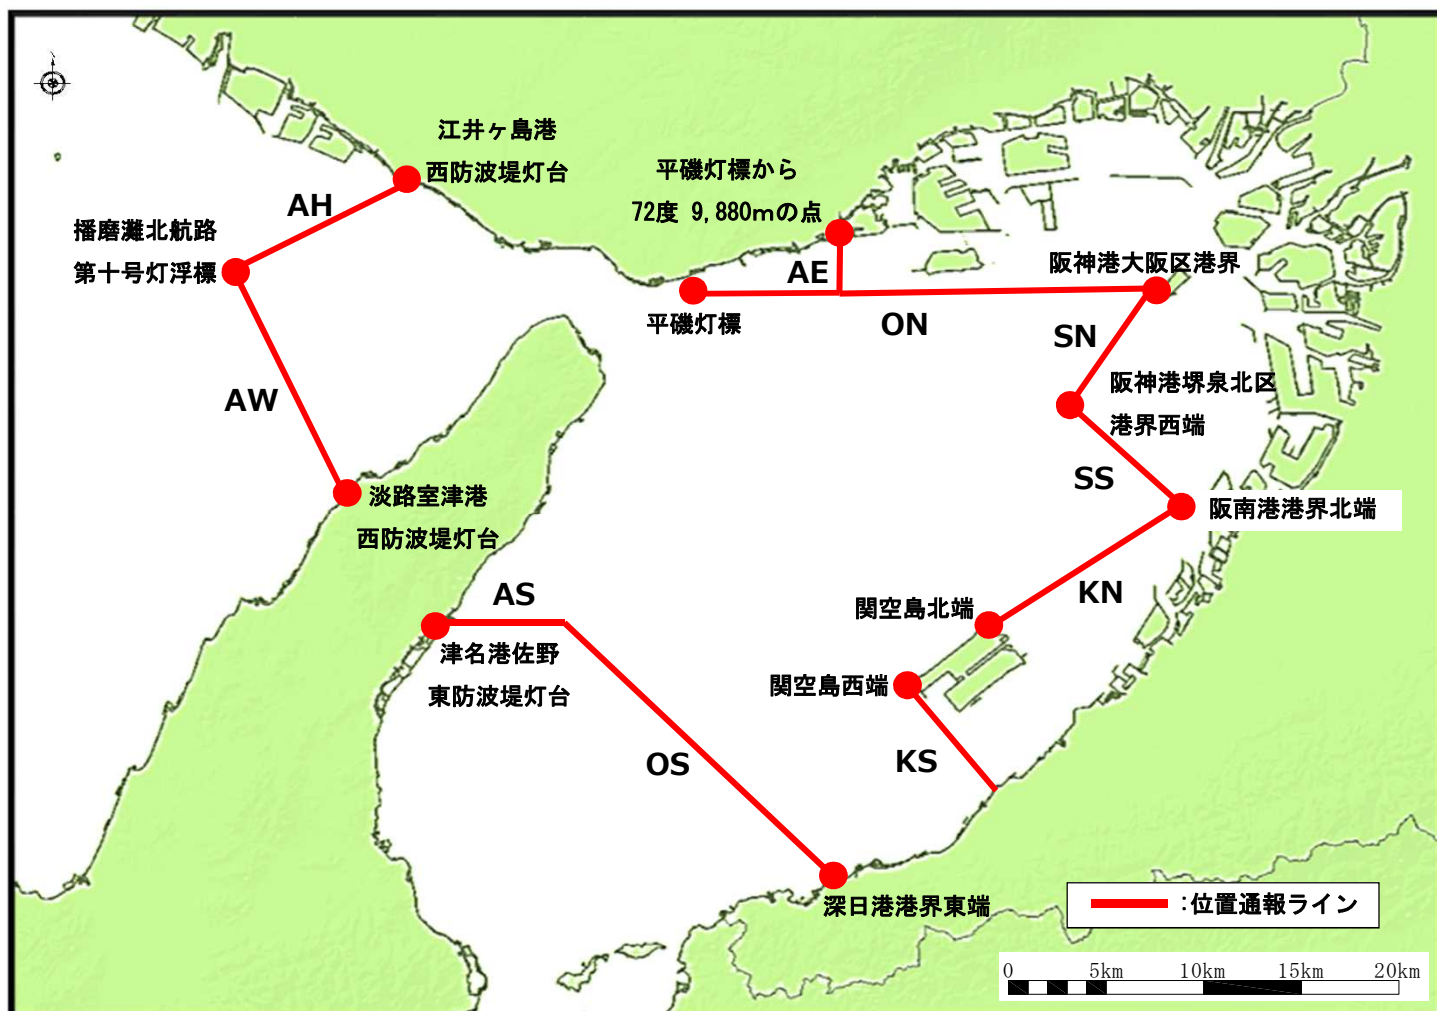 江井ヶ島港
西防波堤灯台
平磯灯標から
72度 9,880mの点
AH
播磨灘北航路
第十号灯浮標
AE
阪神港大阪区港界
平磯灯標
ON
SN
AW
阪神港堺泉北区
港界西端
SS
淡路室津港
西防波堤灯台
阪南港港界北端
AS
KN
関空島北端
津名港佐野
東防波堤灯台
関空島西端
OS
KS
深日港港界東端
:位置通報ライン
0 5km 10km 15km 20km